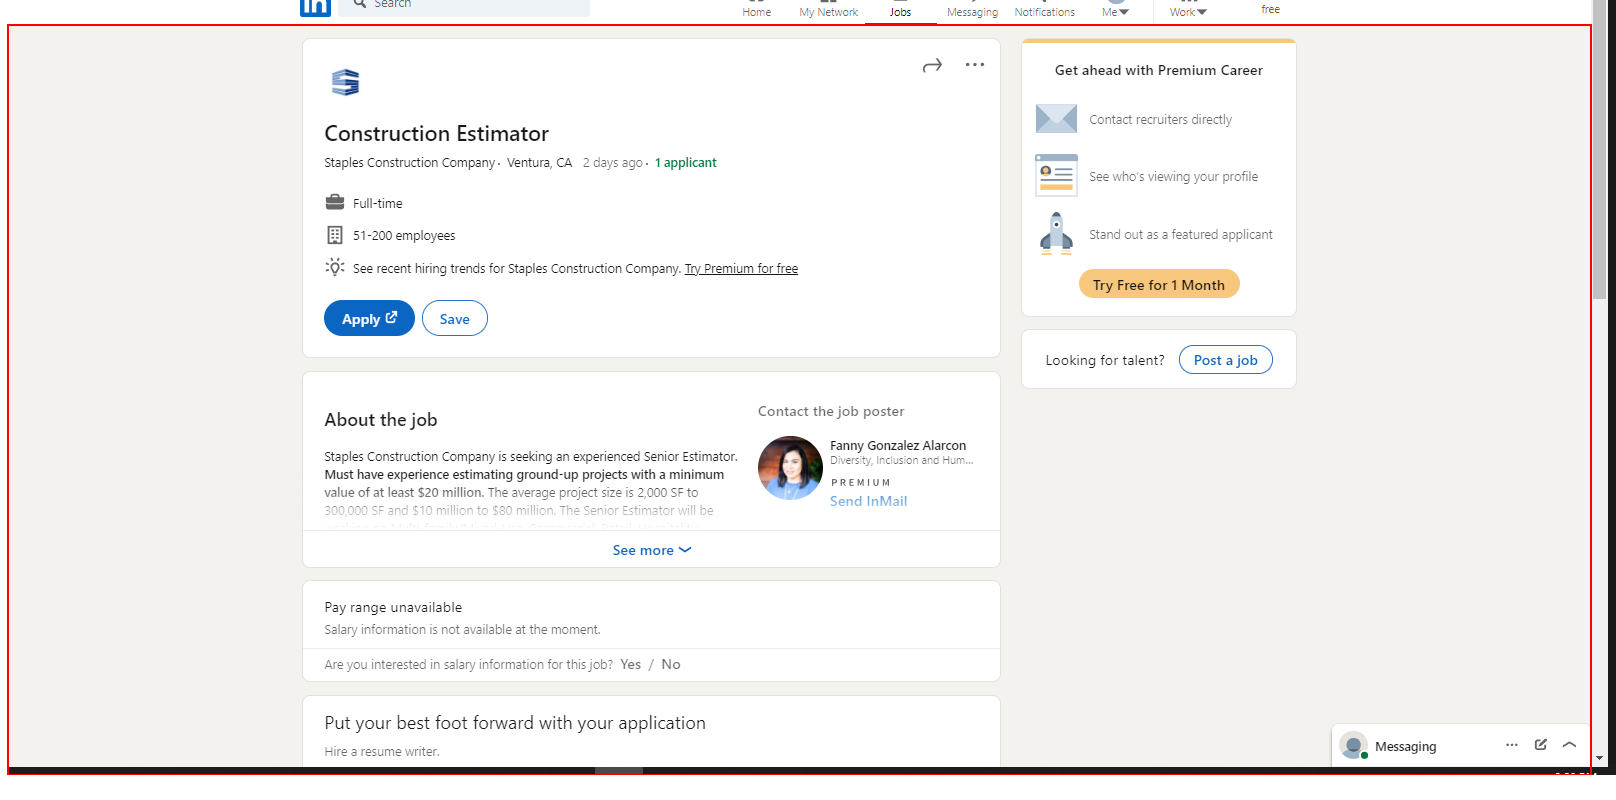 in Search
Home My Network Jobs Messaging Notifications Me Work free
Construction Estimator
Staples Construction Company · Ventura, CA 2 days ago · 1 applicant
Full-time
51-200 employees
See recent hiring trends for Staples Construction Company. Try Premium for free
Apply Save
About the job
Staples Construction Company is seeking an experienced Senior Estimator.
Must have experience estimating ground-up projects with a minimum
value of at least $20 million. The average project size is 2,000 SF to
300,000 SF and $10 million to $80 million. The Senior Estimator will be
Contact the job poster
Fanny Gonzalez Alarcon
Diversity, Inclusion and Hum...
PREMIUM
Send InMail
See more
Pay range unavailable
Salary information is not available at the moment.
Are you interested in salary information for this job? Yes / No
Put your best foot forward with your application
Hire a resume writer.
Get ahead with Premium Career
Contact recruiters directly
See who's viewing your profile
Stand out as a featured applicant
Try Free for 1 Month
Looking for talent? Post a job
Messaging